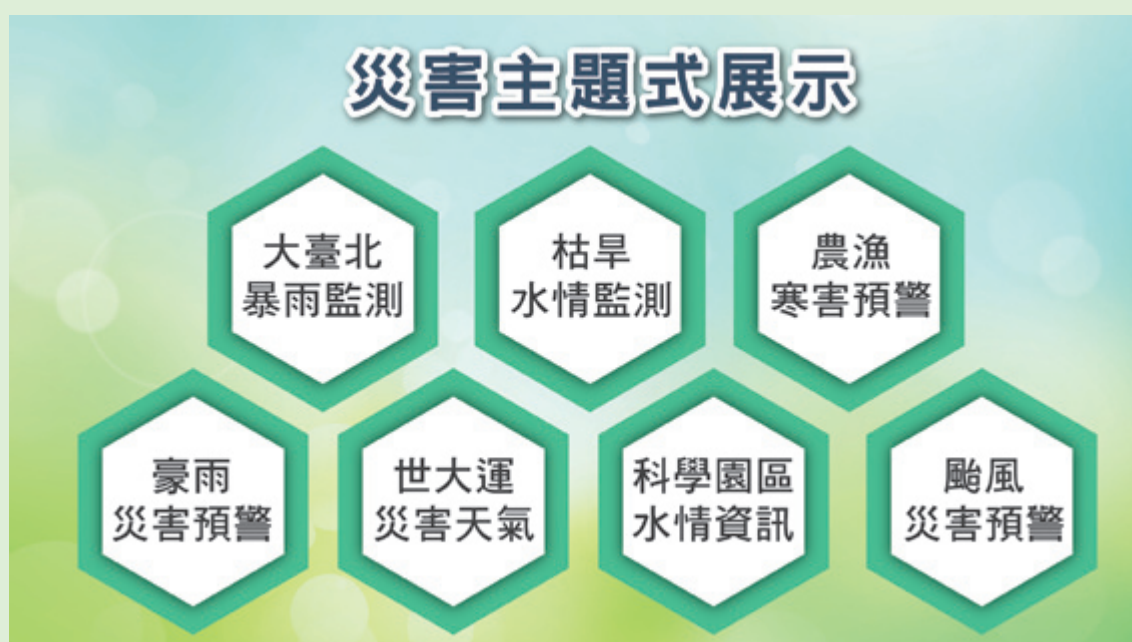 災害主題式展示
大臺北
暴雨監測
枯旱
水情監測
農漁
寒害預警
豪雨
災害預警
世大運
災害天氣
科學園區
水情資訊
颱風
災害預警